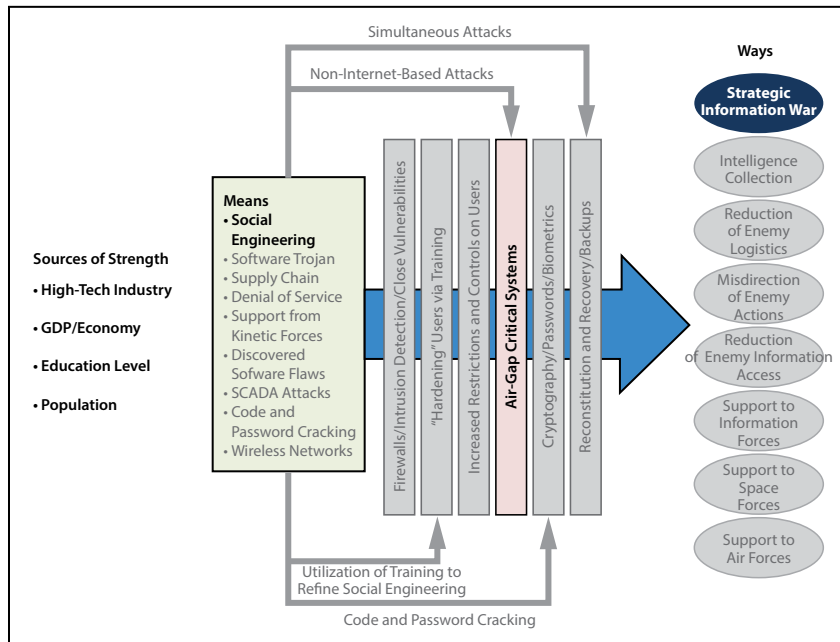 Simultaneous Attacks
Non-Internet-Based Attacks
Sources of Strength
• High-Tech Industry
• GDP/Economy
• Education Level
• Population
Means
• Social
Engineering
• Software Trojan
• Supply Chain
• Denial of Service
• Support from
Kinetic Forces
• Discovered
Sofware Flaws
• SCADA Attacks
• Code and
Password Cracking
• Wireless Networks
Firewalls/Intrusion Detection/Close Vulnerabilities
"Hardening" Users via Training
Increased Restrictions and Controls on Users
Air-Gap Critical Systems
Cryptography/Passwords/Biometrics
Reconstitution and Recovery/Backups
Utilization of Training to
Refine Social Engineering
Code and Password Cracking
Ways
Strategic
Information War
Intelligence
Collection
Reduction
of Enemy
Logistics
Misdirection
of Enemy
Actions
Reduction
of Enemy Information
Access
Support to
Information
Forces
Support to
Space
Forces
Support to
Air Forces